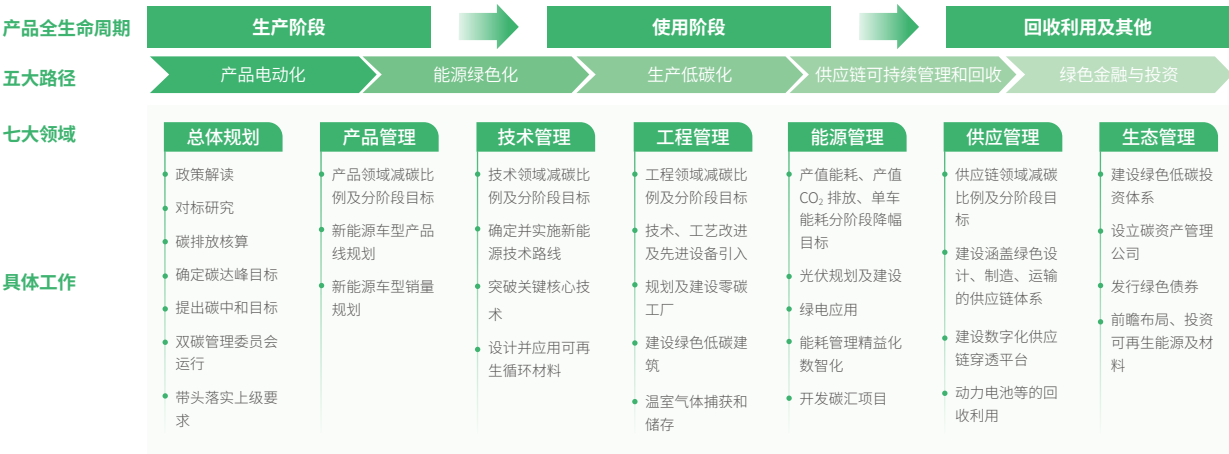 产品全生命周期
生产阶段
使用阶段
回收利用及其他
五大路径
产品电动化
能源绿色化
生产低碳化
供应链可持续管理和回收
绿色金融与投资
七大领域
具体工作
总体规划
政策解读
对标研究
碳排放核算
确定碳达峰目标
提出碳中和目标
双碳管理委员会
运行
带头落实上级要
求
产品管理
产品领域减碳比
例及分阶段目标
新能源车型产品
线规划
新能源车型销量
规划
技术管理
技术领域减碳比
例及分阶段目标
确定并实施新能
源技术路线
突破关键核心技
术
设计并应用可再
生循环材料
工程管理
工程领域减碳比
例及分阶段目标
技术、工艺改进
及先进设备引入
规划及建设零碳
工厂
建设绿色低碳建
筑
温室气体捕获和
储存
能源管理
产值能耗、产值
CO₂ 排放、单车
能耗分阶段降幅
目标
光伏规划及建设
绿电应用
能耗管理精益化
数智化
开发碳汇项目
供应管理
供应链领域减碳
比例及分阶段目
标
建设涵盖绿色设
计、制造、运输
的供应链体系
建设数字化供应
链穿透平台
动力电池等的回
收利用
生态管理
建设绿色低碳投
资体系
设立碳资产管理
公司
发行绿色债券
前瞻布局、投资
可再生能源及材
料